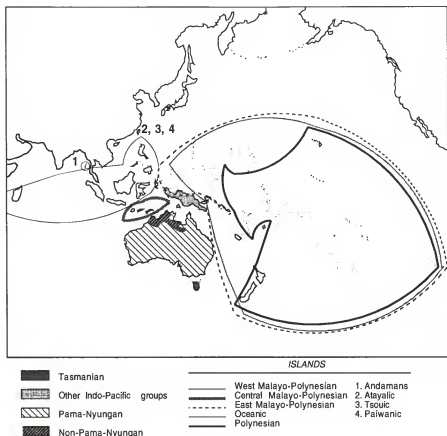 2, 3, 4
1
ISLANDS
Tasmanian
Other Indo-Pacific groups
Pama-Nyungan
Non-Pama-Nyungan
West Malayo-Polynesian
Central Malayo-Polynesian
East Malayo-Polynesian
Oceanic
Polynesian
1. Andamans
2. Atayalic
3. Tsouic
4. Paiwanic